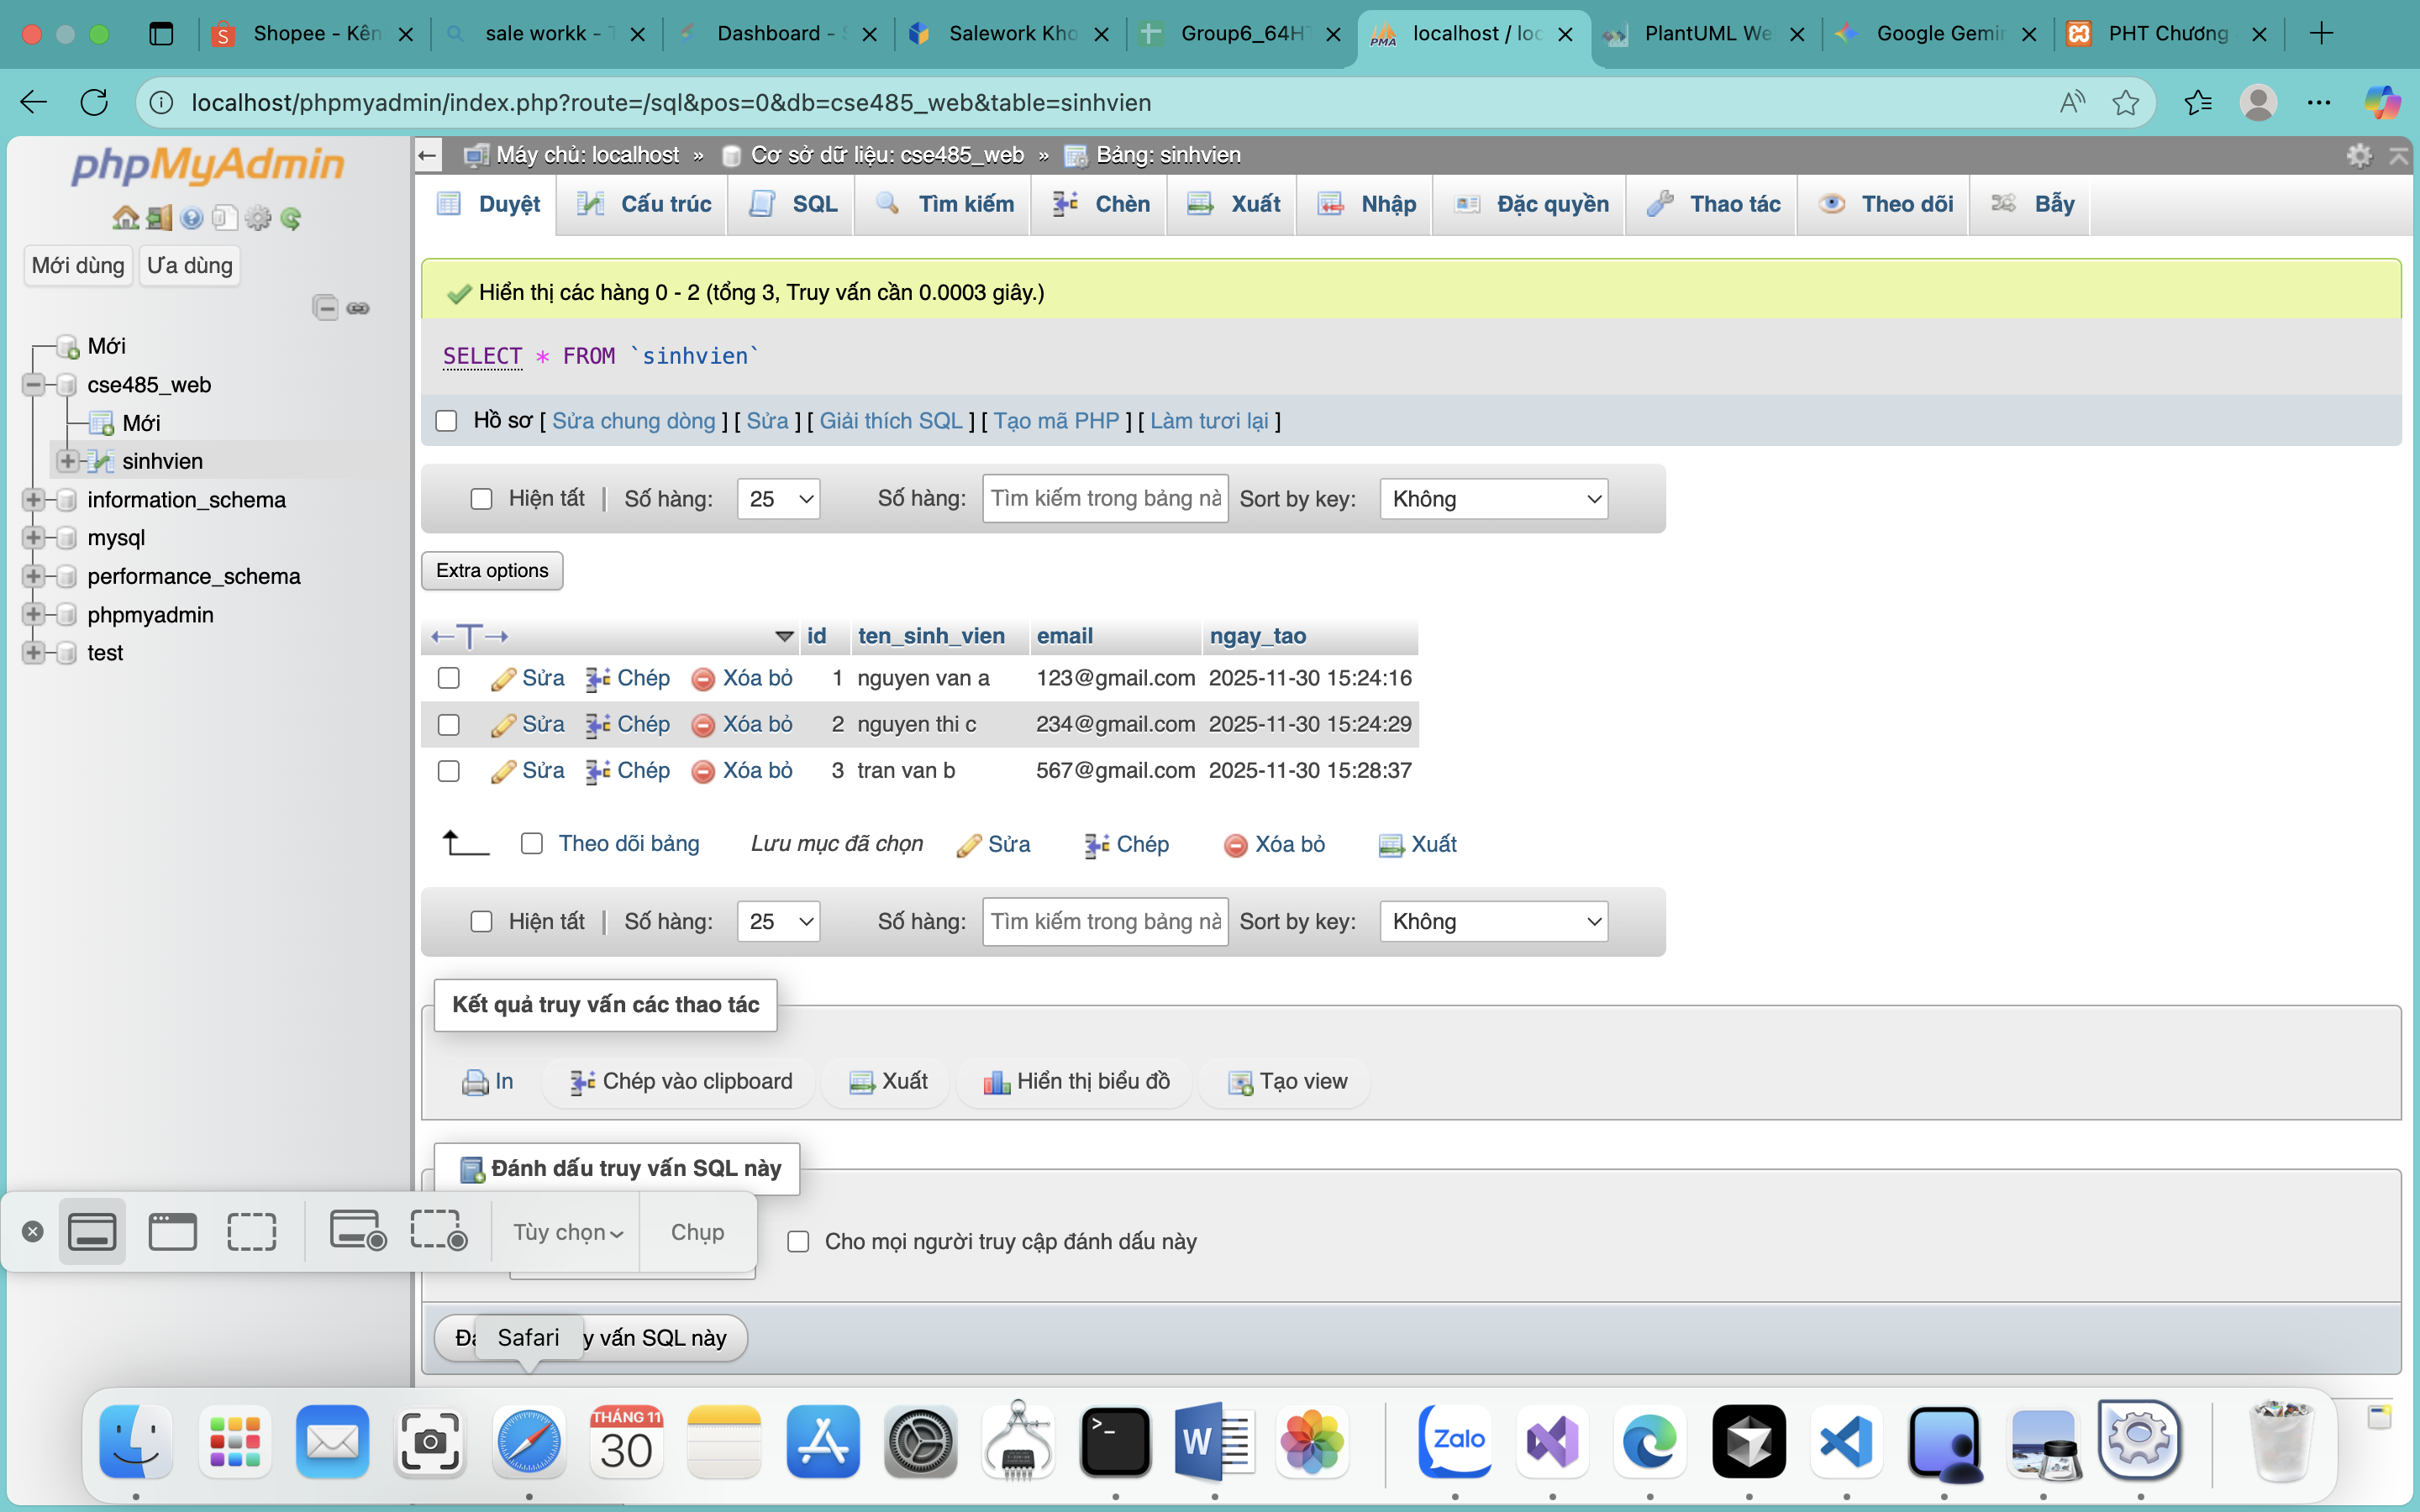 Shopee - Kên
sale workk - T
Dashboard - S
Salework Kho
Group6_64HT
localhost / loc
PlantUML We
Google Gemin
PHT Chương
localhost/phpmyadmin/index.php?route=/sql&pos=0&db=cse485_web&table=sinhvien
phpMyAdmin
Mới dùng Ưa dùng
Mới
cse485_web
Mới
sinhvien
information_schema
mysql
performance_schema
phpmyadmin
test
Máy chủ: localhost » Cơ sở dữ liệu: cse485_web » Bảng: sinhvien
Duyệt Cấu trúc SQL Tìm kiếm Chèn Xuất Nhập Đặc quyền Thao tác Theo dõi Bẫy
Hiển thị các hàng 0 - 2 (tổng 3, Truy vấn cần 0.0003 giây.)
SELECT * FROM `sinhvien`
Hồ sơ [ Sửa chung dòng ] [ Sửa ] [ Giải thích SQL ] [ Tạo mã PHP ] [ Làm tươi lại ]
Hiện tất | Số hàng: 25 Số hàng: Tìm kiếm trong bảng nà Sort by key: Không
Extra options
←T→ id ten_sinh_vien email ngay_tao
Sửa Chép Xóa bỏ 1 nguyen van a 123@gmail.com 2025-11-30 15:24:16
Sửa Chép Xóa bỏ 2 nguyen thi c 234@gmail.com 2025-11-30 15:24:29
Sửa Chép Xóa bỏ 3 tran van b 567@gmail.com 2025-11-30 15:28:37
Theo dõi bảng Lưu mục đã chọn Sửa Chép Xóa bỏ Xuất
Hiện tất | Số hàng: 25 Số hàng: Tìm kiếm trong bảng nà Sort by key: Không
Kết quả truy vấn các thao tác
In Chép vào clipboard Xuất Hiển thị biểu đồ Tạo view
Đánh dấu truy vấn SQL này
Tùy chọn Chụp
Cho mọi người truy cập đánh dấu này
Safari
y vấn SQL này
THÁNG 11
30
W
Zalo